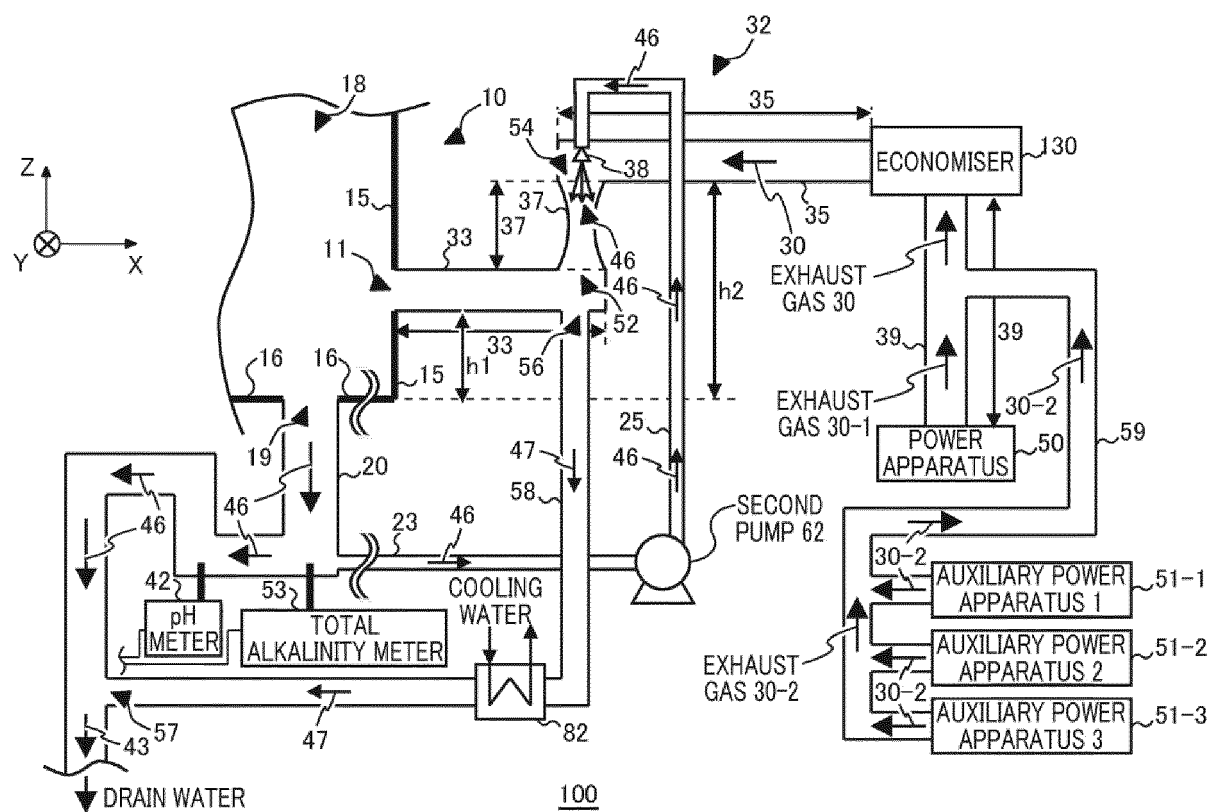 46
32
18
10
35
54
ECONOMISER
130
Z
38
15
37
37
35
33
30
Y
X
11
46
EXHAUST
GAS 30
46
h2
52
33
h1
39
39
16
16
15
56
EXHAUST
GAS 30-1
30-2
25
POWER
APPARATUS
50
59
19
46
20
47
58
46
SECOND
PUMP 62
46
46
46
23
46
30-2
42
53
COOLING
WATER
AUXILIARY POWER
APPARATUS 1
51-1
pH
METER
TOTAL
ALKALINITY METER
30-2
EXHAUST
GAS 30-2
AUXILIARY POWER
APPARATUS 2
51-2
30-2
AUXILIARY POWER
APPARATUS 3
51-3
43
57
47
82
DRAIN WATER
100